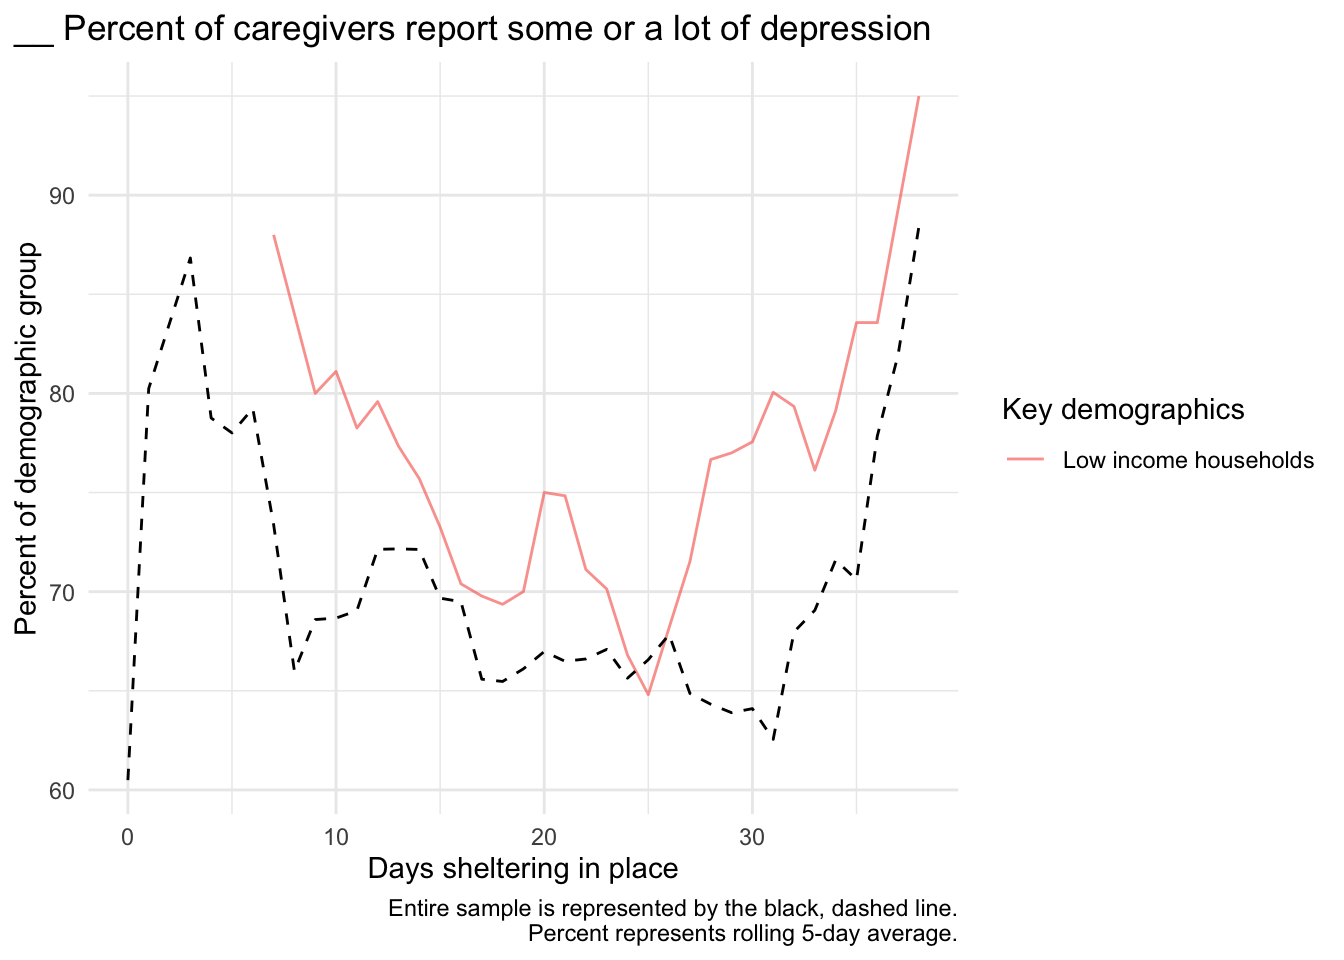 __ Percent of caregivers report some or a lot of depression
Percent of demographic group
90
80
70
60
0
10
20
30
Days sheltering in place
Key demographics
Low income households
Entire sample is represented by the black, dashed line.
Percent represents rolling 5-day average.